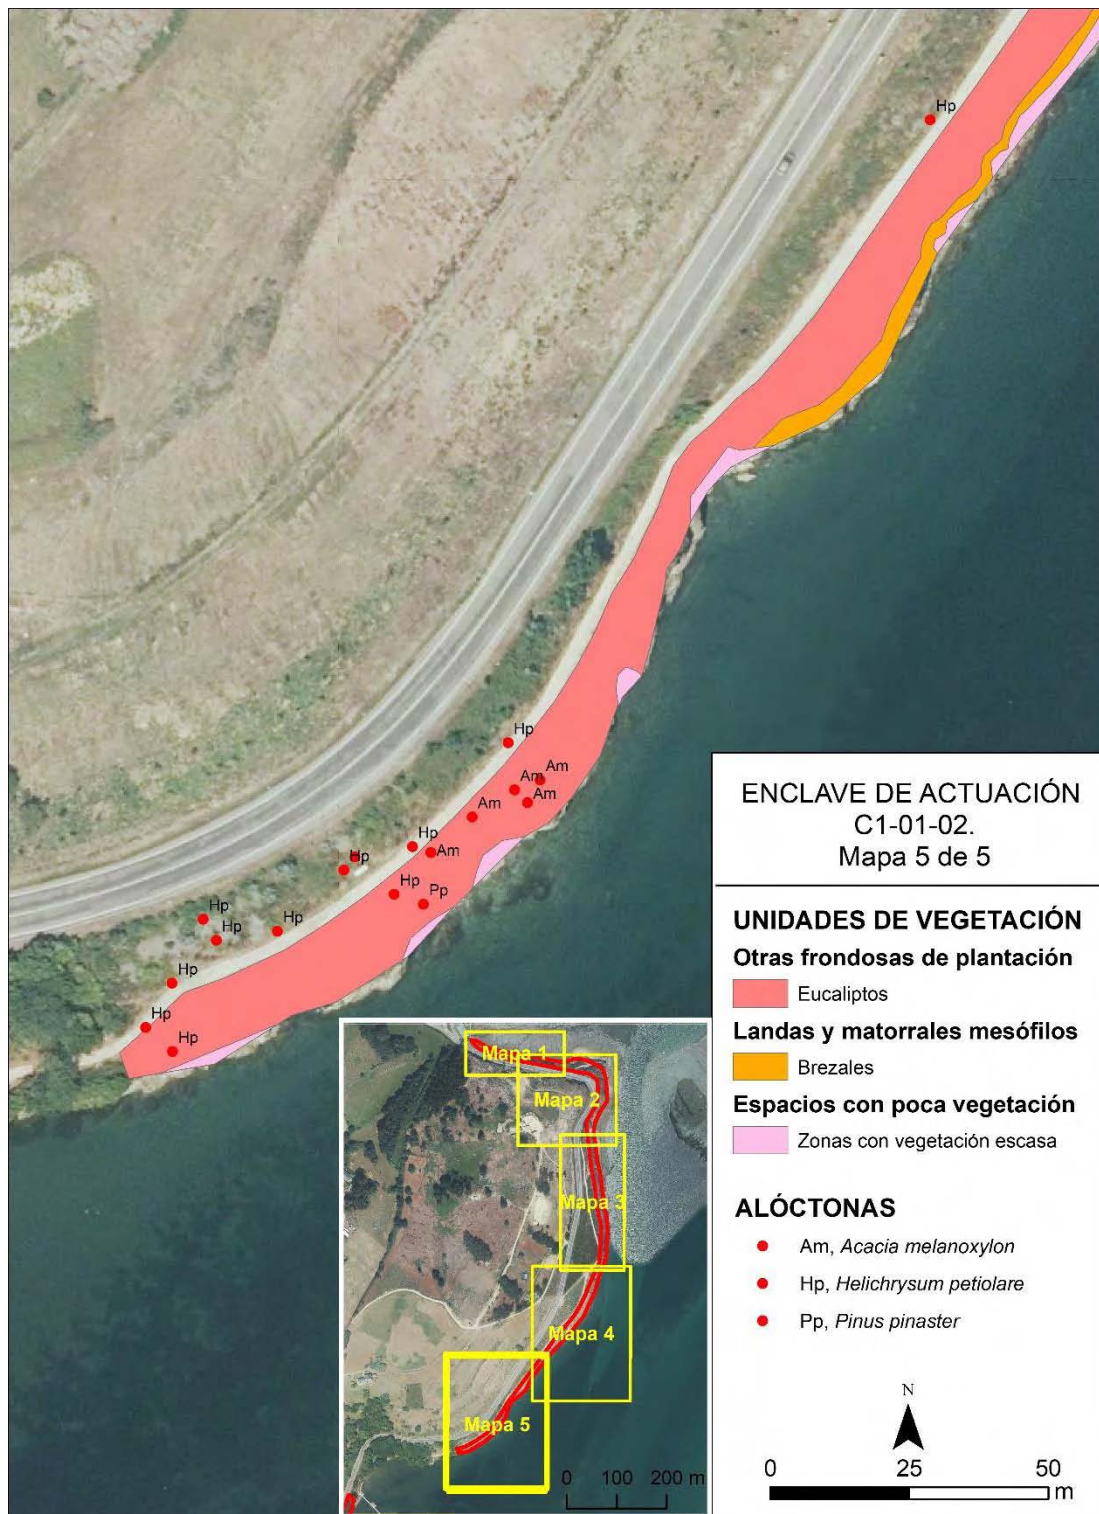 Hp
Hp
Am
Am
Am
Am
Hp
Am
Hp
Hp
Pp
Hp
Hp
Hp
Hp
Hp
Hp
ENCLAVE DE ACTUACIÓN
C1-01-02.
Mapa 5 de 5
UNIDADES DE VEGETACIÓN
Otras frondosas de plantación
Eucaliptos
Landas y matorrales mesófilos
Brezales
Espacios con poca vegetación
Zonas con vegetación escasa
ALÓCTONAS
Am, Acacia melanoxylon
Hp, Helichrysum petiolare
Pp, Pinus pinaster
N
0 25 50
m
Mapa 1
Mapa 2
Mapa 3
Mapa 4
Mapa 5
0 100 200 m